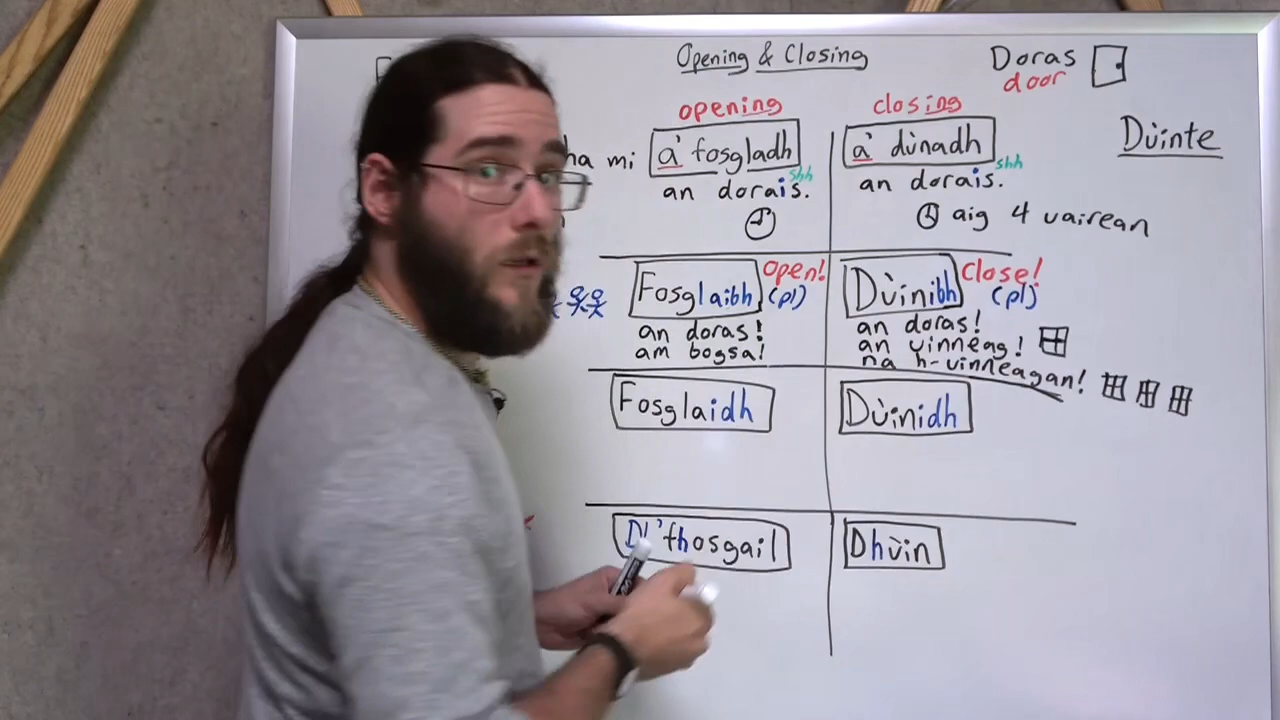 Opening & Closing
Doras
door
opening
closing
ha mi
a' fosgladh
a' dùnadh
Dùinte
shh
shh
an dorais.
an dorais.
aig 4 uairean
Fosglaibh
open!
(pl)
Dùinibh
Close!
(pl)
an doras!
am bogsa!
an doras!
an uinneag!
na h-uinneagan!
Fosglaidh
Dùinidh
Dh'fhosgail
Dhùin